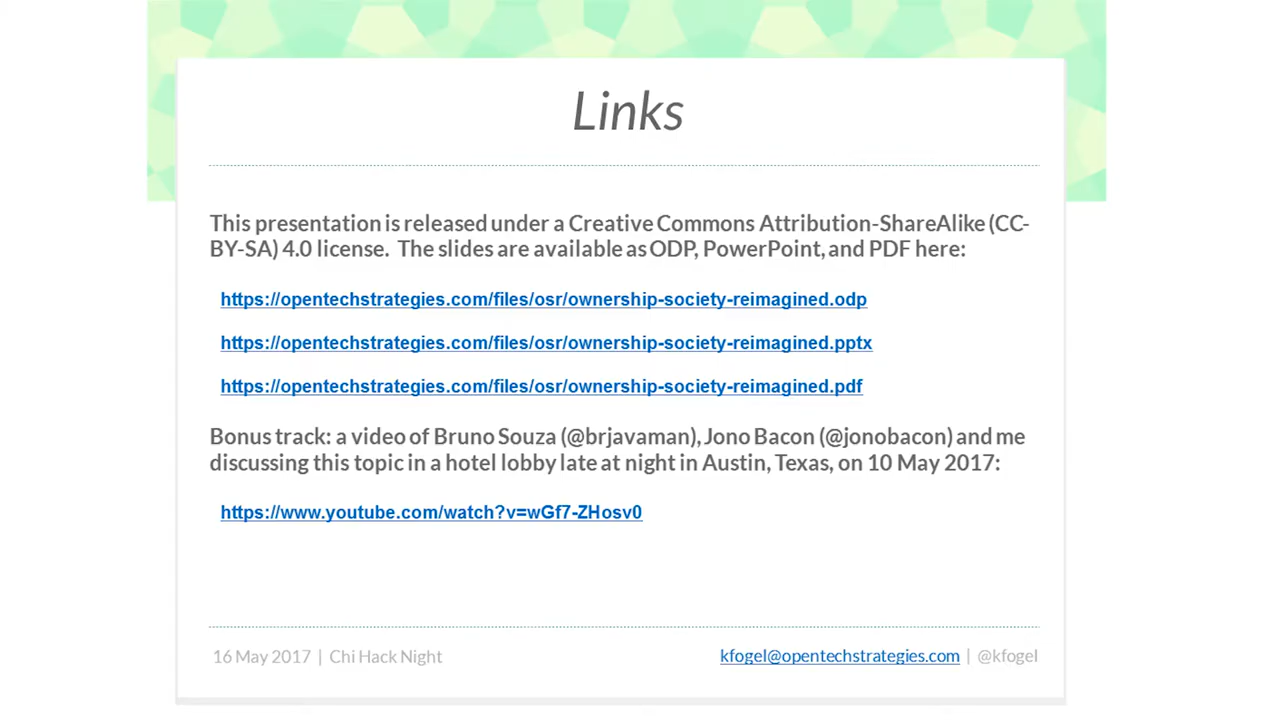 Links
This presentation is released under a Creative Commons Attribution-ShareAlike (CC-
BY-SA) 4.0 license. The slides are available as ODP, PowerPoint, and PDF here:
https://opentechstrategies.com/files/osr/ownership-society-reimagined.odp
https://opentechstrategies.com/files/osr/ownership-society-reimagined.pptx
https://opentechstrategies.com/files/osr/ownership-society-reimagined.pdf
Bonus track: a video of Bruno Souza (@brjavaman), Jono Bacon (@jonobacon) and me
discussing this topic in a hotel lobby late at night in Austin, Texas, on 10 May 2017:
https://www.youtube.com/watch?v=wGf7-ZHosv0
16 May 2017 | Chi Hack Night kfogel@opentechstrategies.com | @kfogel